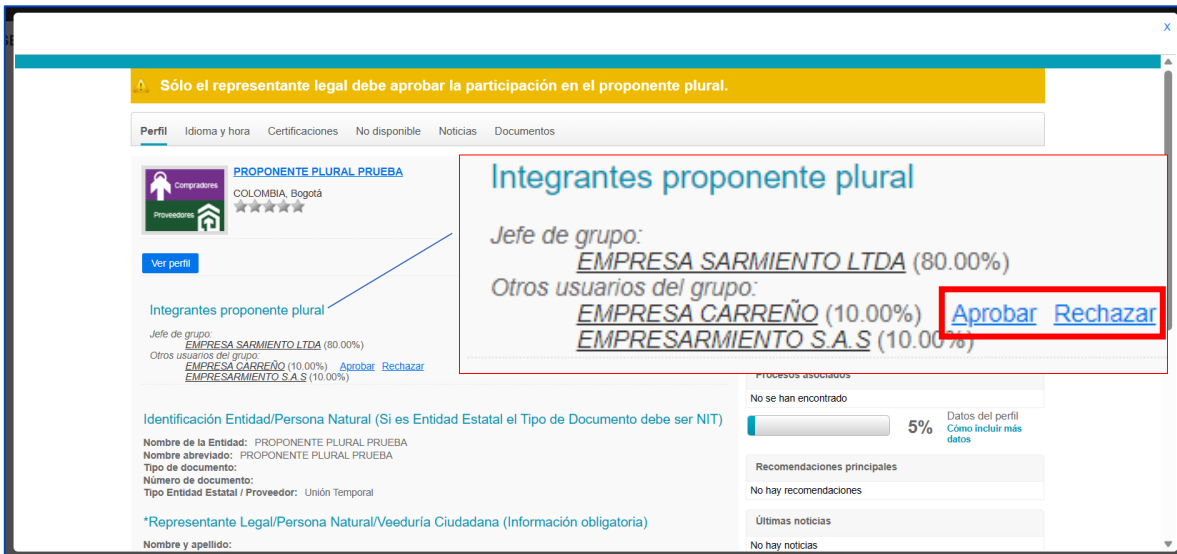 X
Sólo el representante legal debe aprobar la participación en el proponente plural.
Perfil Idioma y hora Certificaciones No disponible Noticias Documentos
Compradores
Proveedores
PROPONENTE PLURAL PRUEBA
COLOMBIA, Bogotá
Ver perfil
Integrantes proponente plural
Jefe de grupo:
EMPRESA SARMIENTO LTDA (80.00%)
Otros usuarios del grupo:
EMPRESA CARREÑO (10.00%) Aprobar Rechazar
EMPRESARMIENTO S.A.S (10.00%)
Integrantes proponente plural
Jefe de grupo:
EMPRESA SARMIENTO LTDA (80.00%)
Otros usuarios del grupo:
EMPRESA CARREÑO (10.00%) Aprobar Rechazar
EMPRESARMIENTO S.A.S (10.00%)
Identificación Entidad/Persona Natural (Si es Entidad Estatal el Tipo de Documento debe ser NIT)
Nombre de la Entidad: PROPONENTE PLURAL PRUEBA
Nombre abreviado: PROPONENTE PLURAL PRUEBA
Tipo de documento:
Número de documento:
Tipo Entidad Estatal / Proveedor: Unión Temporal
*Representante Legal/Persona Natural/Veeduría Ciudadana (Información obligatoria)
Nombre y apellido:
Procesos asociados
No se han encontrado
5%
Datos del perfil
Cómo incluir más
datos
Recomendaciones principales
No hay recomendaciones
Últimas noticias
No hay noticias